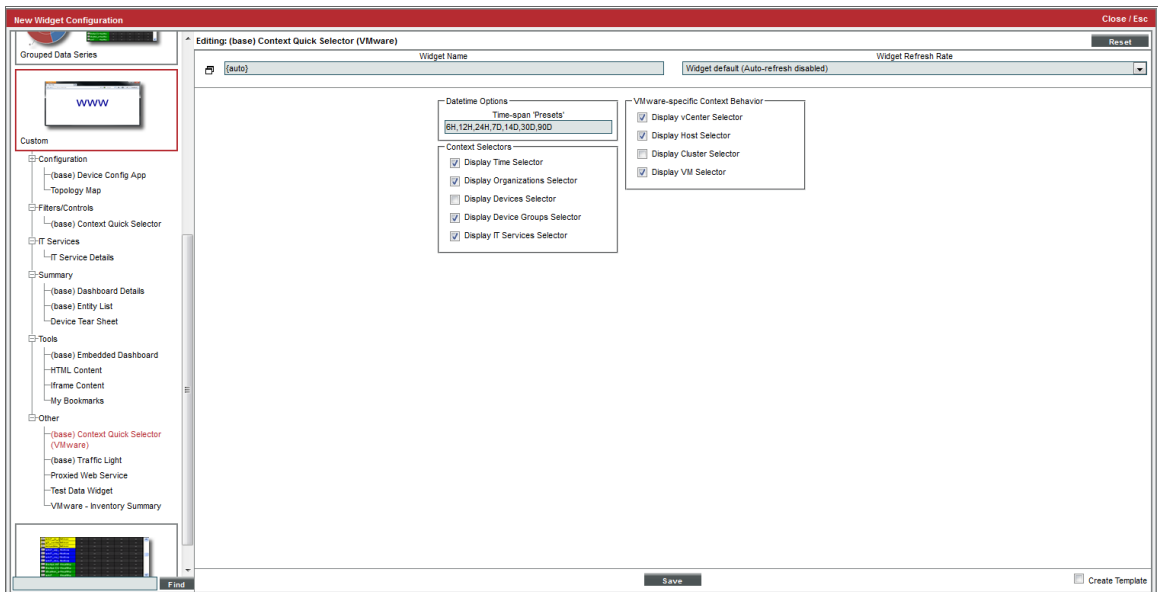 New Widget Configuration
Close / Esc
Grouped Data Series
www
Custom
Configuration
(base) Device Config App
Topology Map
Filters/Controls
(base) Context Quick Selector
IT Services
IT Service Details
Summary
(base) Dashboard Details
(base) Entity List
Device Tear Sheet
Tools
(base) Embedded Dashboard
HTML Content
Iframe Content
My Bookmarks
Other
(base) Context Quick Selector
(VMware)
(base) Traffic Light
Proxied Web Service
Test Data Widget
VMware - Inventory Summary
Find
Editing: (base) Context Quick Selector (VMware)
Reset
Widget Name
Widget Refresh Rate
{auto}
Widget default (Auto-refresh disabled)
Datetime Options
Time-span 'Presets'
6H,12H,24H,7D,14D,30D,90D
Context Selectors
Display Time Selector
Display Organizations Selector
Display Devices Selector
Display Device Groups Selector
Display IT Services Selector
VMware-specific Context Behavior
Display vCenter Selector
Display Host Selector
Display Cluster Selector
Display VM Selector
Save
Create Template